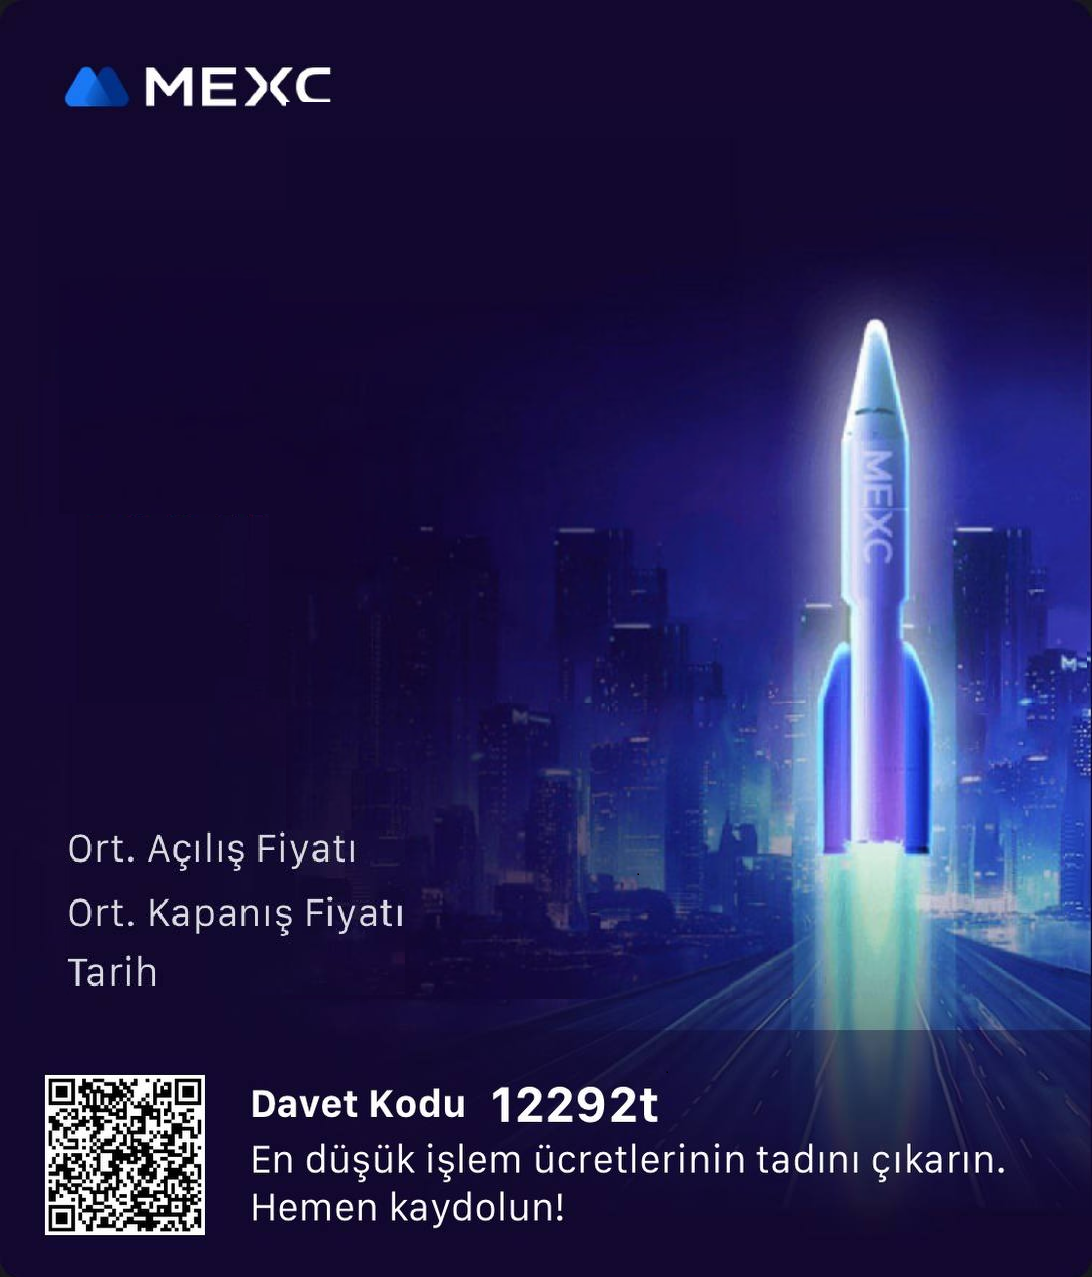 MEXC
MEXC
M
M
Ort. Açılış Fiyatı
Ort. Kapanış Fiyatı
Tarih
Davet Kodu 12292t
En düşük işlem ücretlerinin tadını çıkarın.
Hemen kaydolun!